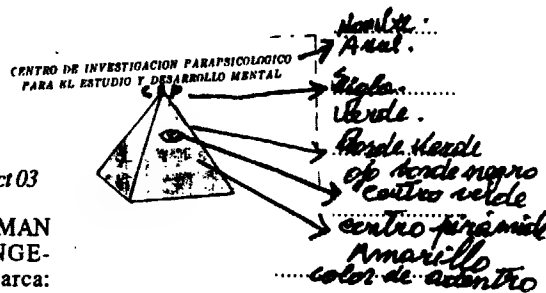 Nombre:
Azul.
CENTRO DE INVESTIGACION PARAPSICOLOGICO
PARA EL ESTUDIO Y DESARROLLO MENTAL
Sigla.
Verde.
Borde Verde
ojo borde negro
centro verde
ct 03
centro pirámide
Amarillo
color de adentro
MAN
NGE-
arca: